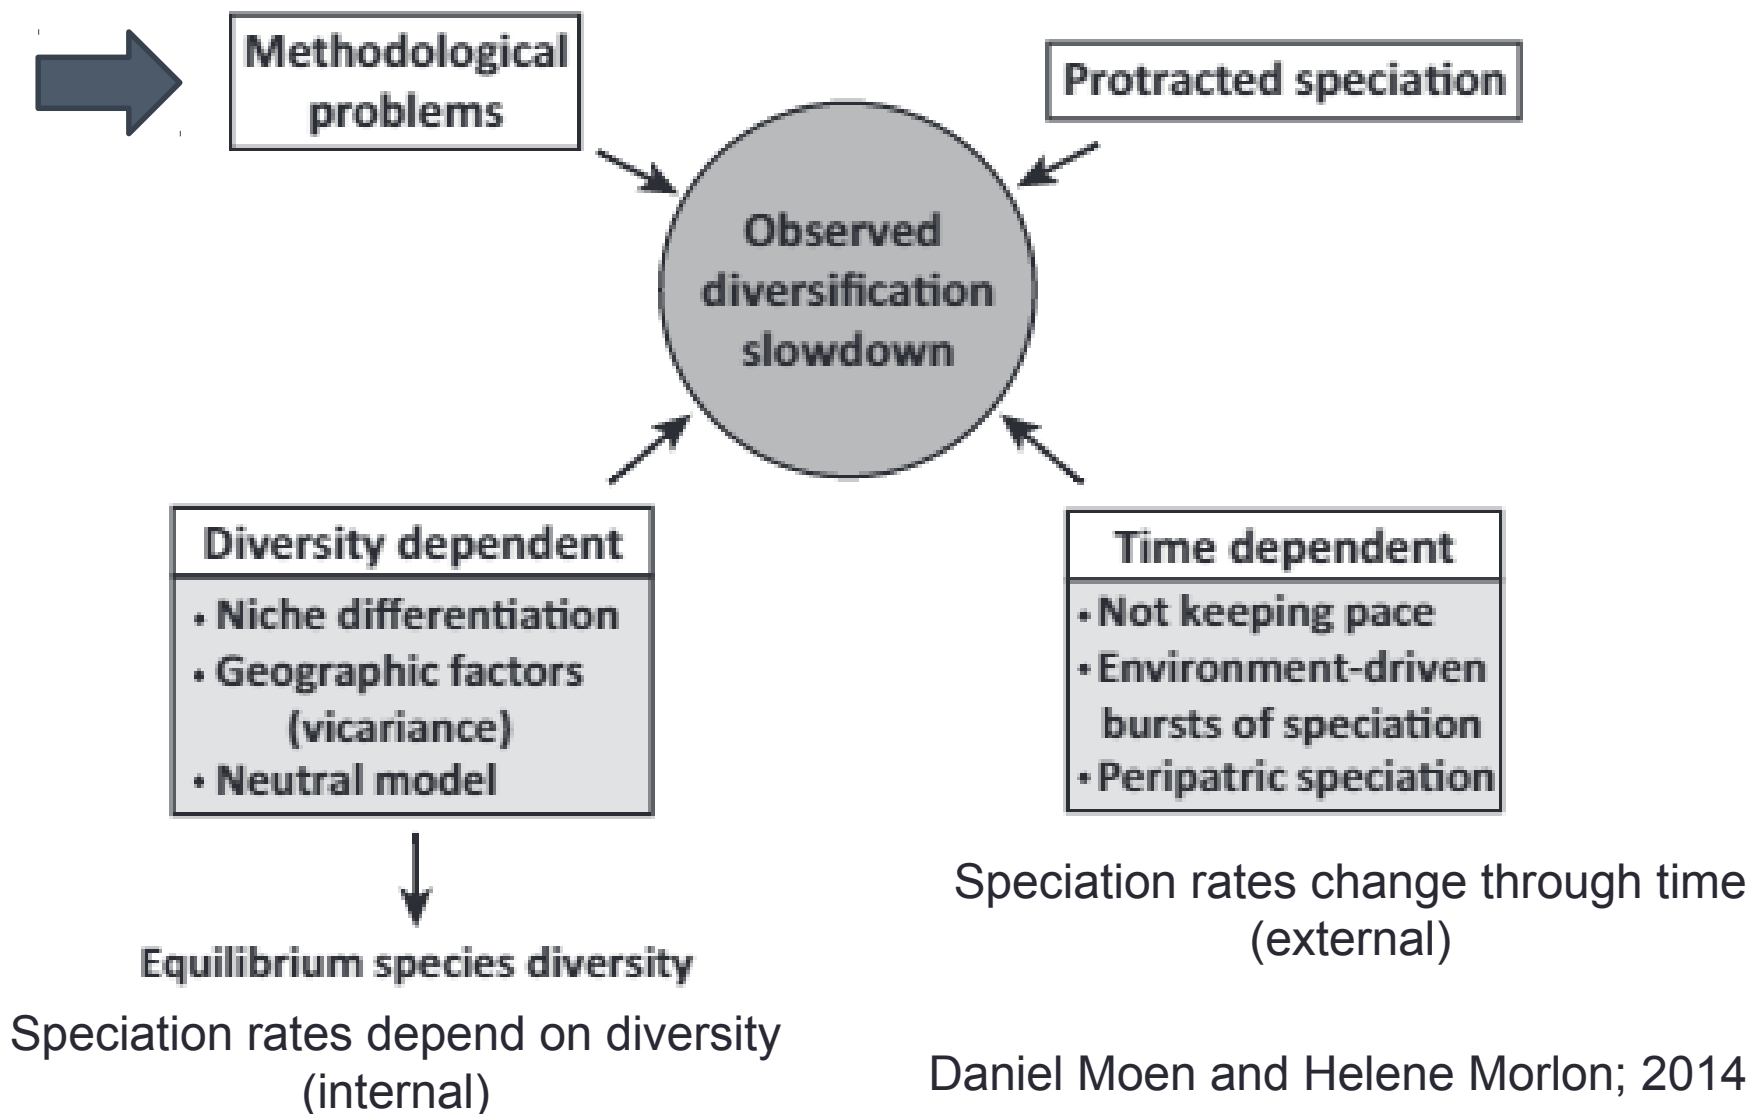 Methodological
problems
Protracted speciation
Observed
diversification
slowdown
Diversity dependent
• Niche differentiation
• Geographic factors
(vicariance)
• Neutral model
Time dependent
• Not keeping pace
• Environment-driven
bursts of speciation
• Peripatric speciation
Equilibrium species diversity
Speciation rates depend on diversity
(internal)
Speciation rates change through time
(external)
Daniel Moen and Helene Morlon; 2014